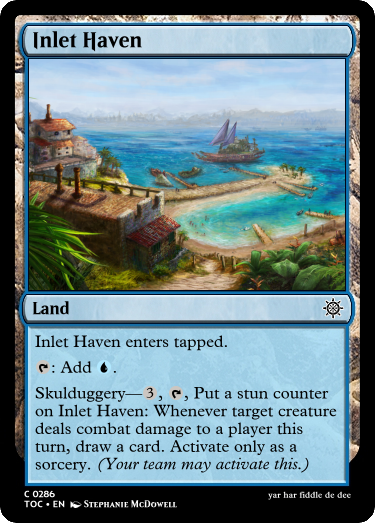 Inlet Haven
Land
Inlet Haven enters tapped.
: Add .
Skulduggery—3, , Put a stun counter
on Inlet Haven: Whenever target creature
deals combat damage to a player this
turn, draw a card. Activate only as a
sorcery. (Your team may activate this.)
C 0286
TOC • EN Stephanie McDowell
yar har fiddle de dee